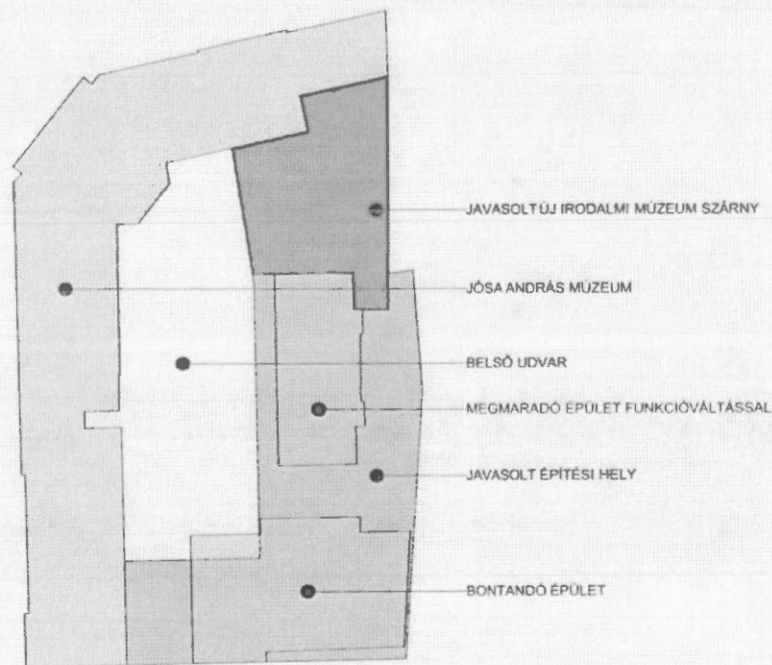 JAVASOLT ÚJ IRODALMI MÚZEUM SZÁRNY
JÓSA ANDRÁS MÚZEUM
BELSŐ UDVAR
MEGMARADÓ ÉPÜLET FUNKCIÓVÁLTÁSSAL
JAVASOLT ÉPÍTÉSI HELY
BONTANDÓ ÉPÜLET